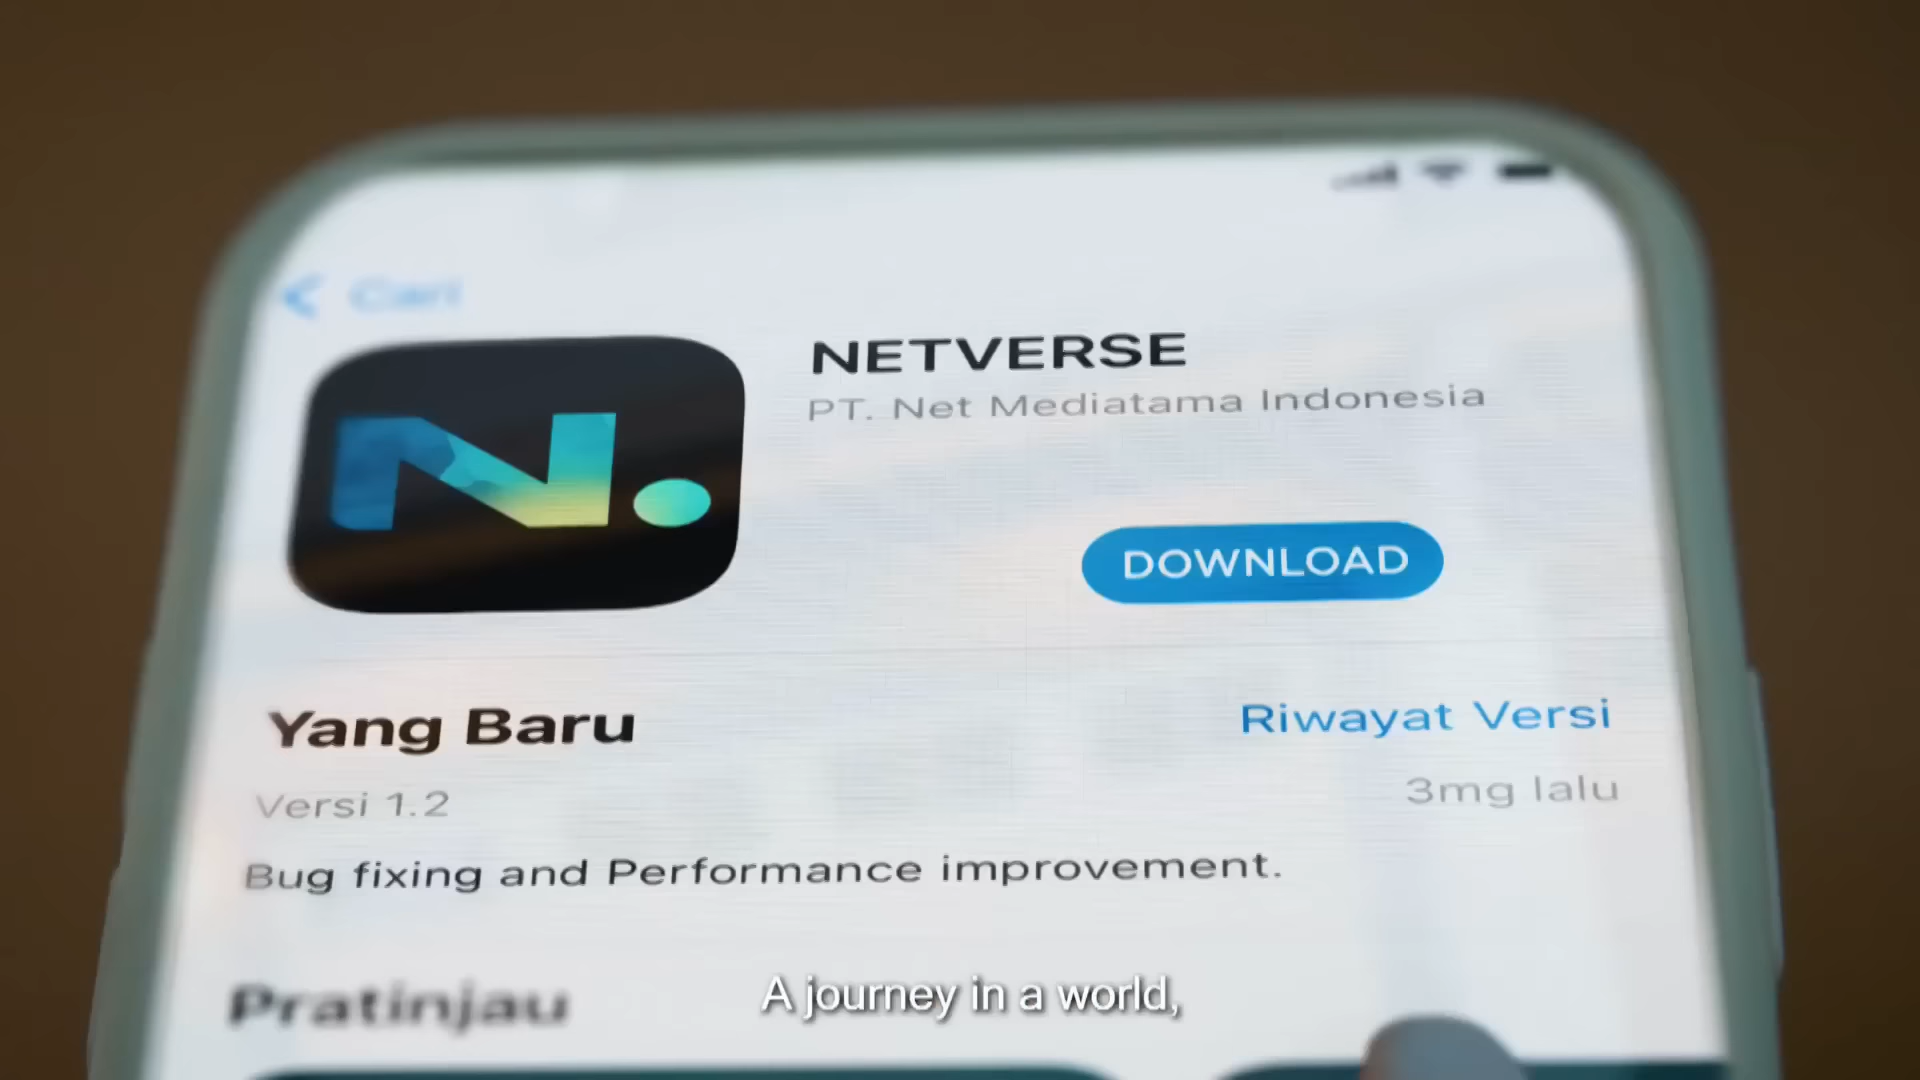 Cari
NETVERSE
PT. Net Mediatama Indonesia
N.
DOWNLOAD
Yang Baru
Riwayat Versi
Versi 1.2
3mg lalu
Bug fixing and Performance improvement.
Pratinjau
A journey in a world,